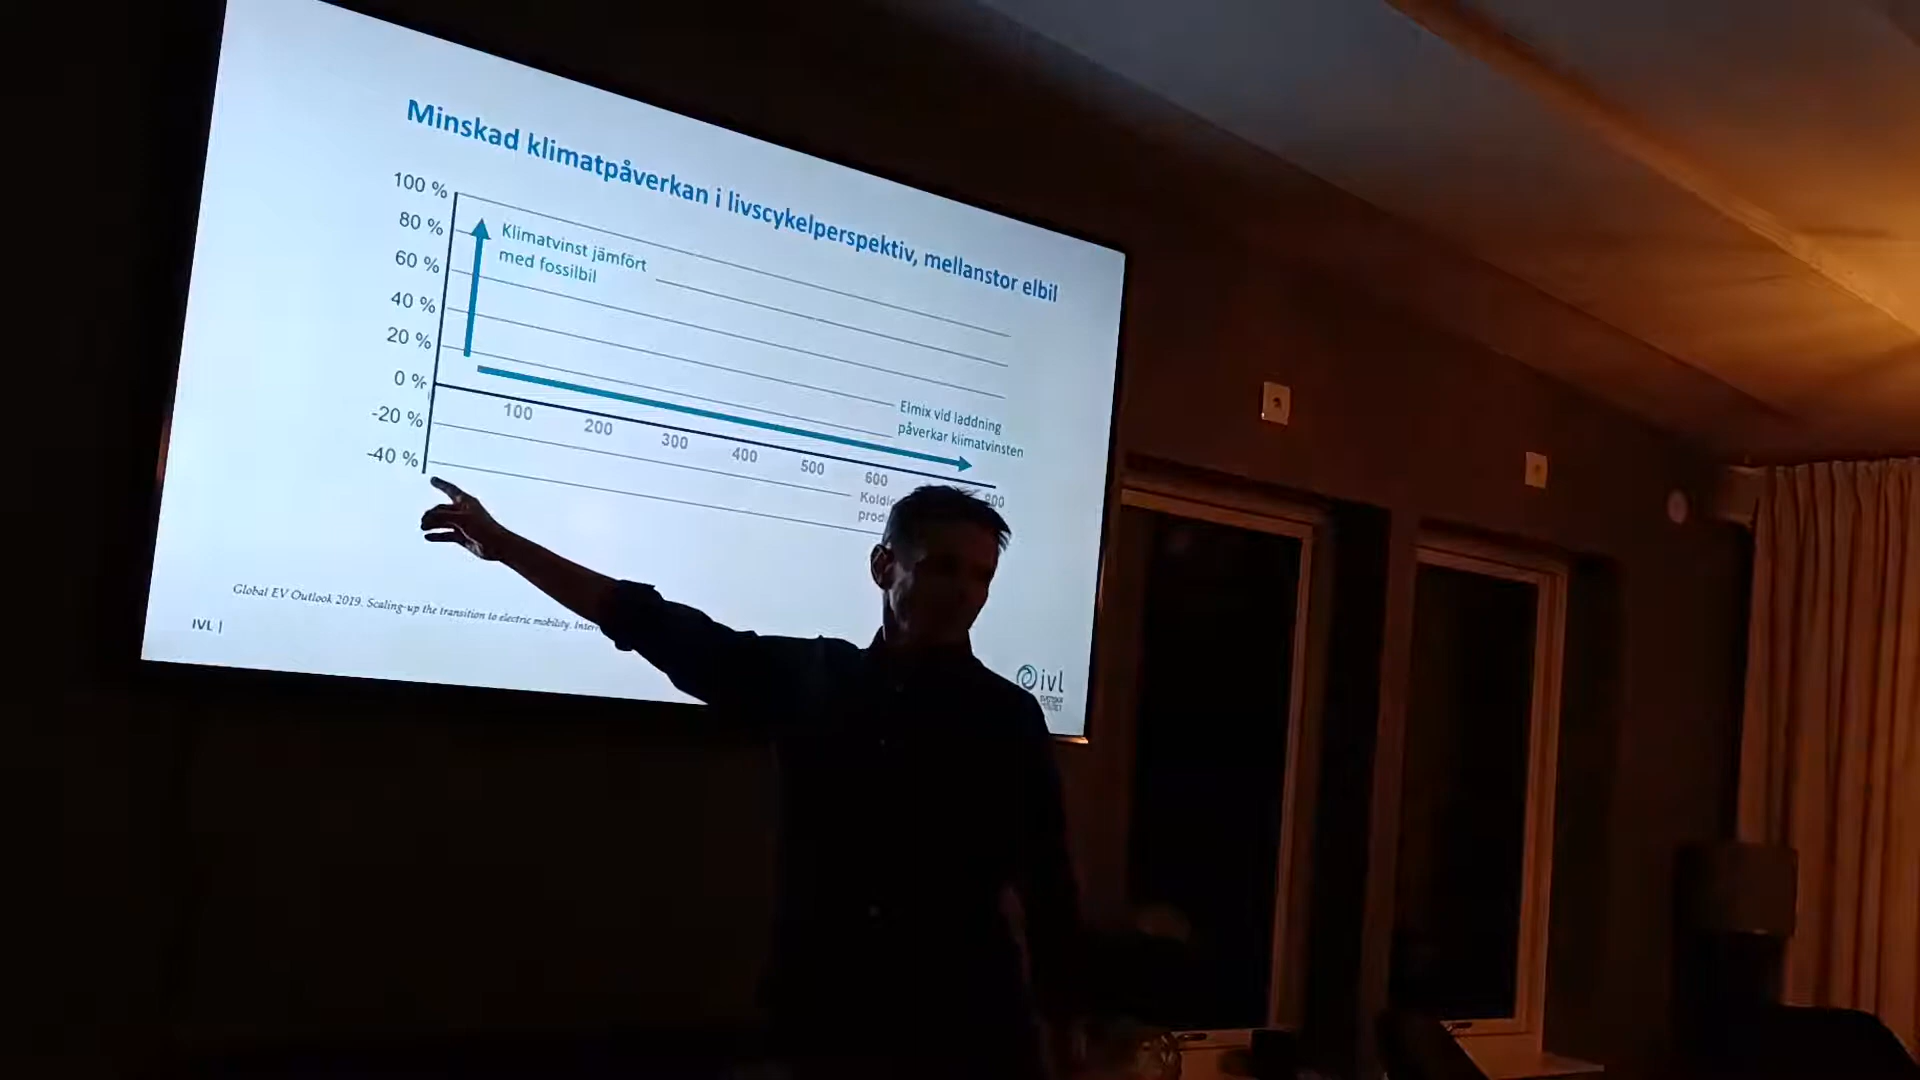 Minskad klimatpåverkan i livscykelperspektiv, mellanstor elbil
100 %
80 %
60 %
40 %
20 %
0 %
-20 %
-40 %
Klimatvinst jämfört
med fossilbil
Elmix vid laddning
påverkar klimatvinsten
100
200
300
400
500
600
800
Global EV Outlook 2019. Scaling-up the transition to electric mobility.
IVL |
ivl
SVENSKA